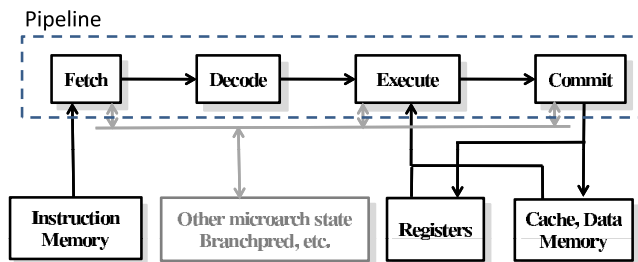 Pipeline
Fetch
Decode
Execute
Commit
Instruction
Memory
Other microarch state
Branchpred, etc.
Registers
Cache, Data
Memory